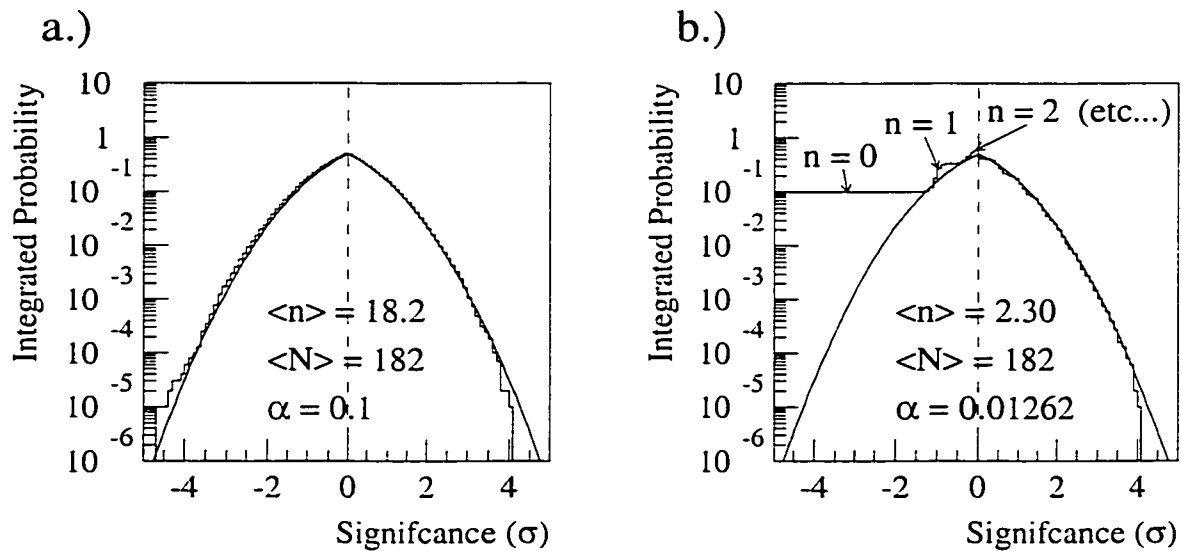 a.)
Integrated Probability
10
1
10 -1
10 -2
10 -3
10 -4
10 -5
10 -6
<n> = 18.2
<N> = 182
α = 0.1
-4 -2 0 2 4
Signifcance (σ)
b.)
Integrated Probability
10
1
10 -1
10 -2
10 -3
10 -4
10 -5
10 -6
n = 0
n = 1
n = 2 (etc...)
<n> = 2.30
<N> = 182
α = 0.01262
-4 -2 0 2 4
Signifcance (σ)